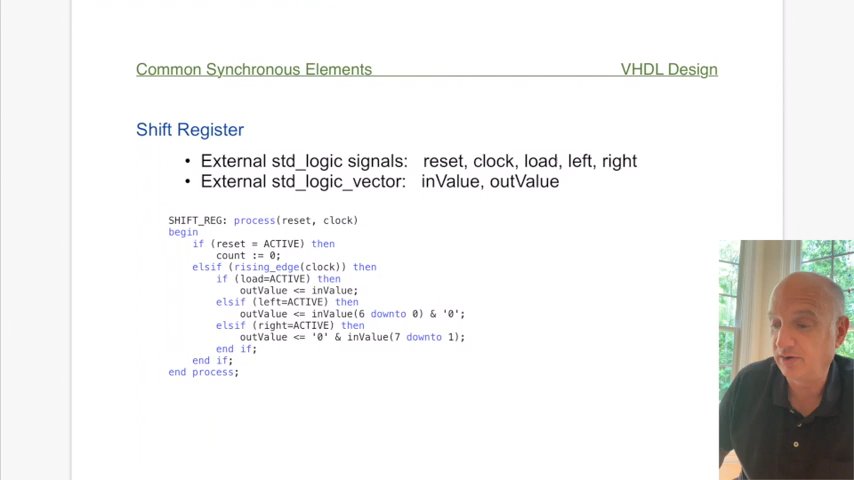 Common Synchronous Elements VHDL Design
Shift Register
• External std_logic signals: reset, clock, load, left, right
• External std_logic_vector: inValue, outValue
SHIFT_REG: process(reset, clock)
begin
    if (reset = ACTIVE) then
        count := 0;
    elsif (rising_edge(clock)) then
        if (load=ACTIVE) then
            outValue <= inValue;
        elsif (left=ACTIVE) then
            outValue <= inValue(6 downto 0) & '0';
        elsif (right=ACTIVE) then
            outValue <= '0' & inValue(7 downto 1);
        end if;
    end if;
end process;